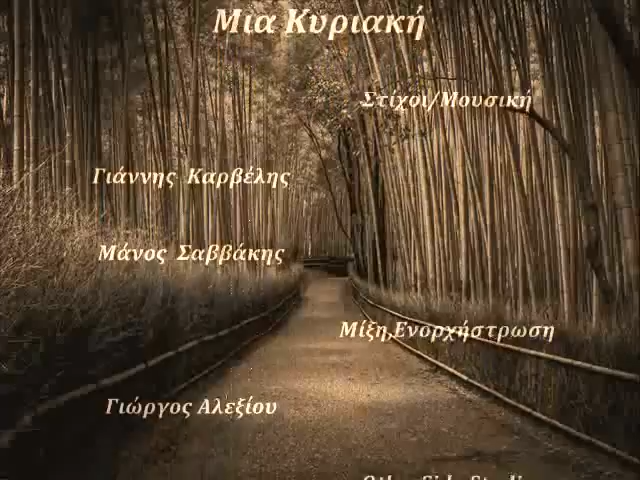 Μια Κυριακή
Στίχοι/Μουσική
Γιάννης Καρβέλης
Μάνος Σαββάκης
Μίξη,Ενορχήστρωση
Γιώργος Αλεξίου